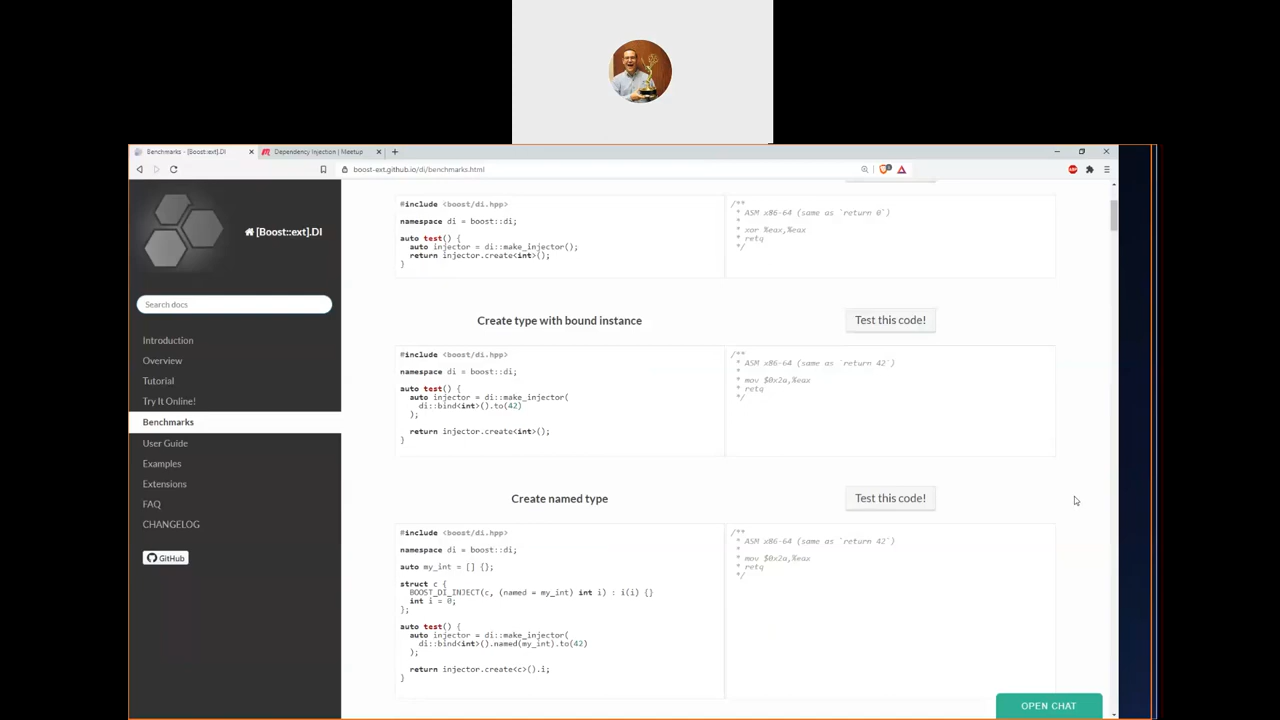 Benchmarks - [Boost::ext].DI
Dependency Injection | Meetup
boost-ext.github.io/di/benchmarks.html
[Boost::ext].DI
Search docs
Introduction
Overview
Tutorial
Try It Online!
Benchmarks
User Guide
Examples
Extensions
FAQ
CHANGELOG
GitHub
#include <boost/di.hpp>
namespace di = boost::di;
auto test() {
auto injector = di::make_injector();
return injector.create<int>();
}
/**
* ASM x86-64 (same as `return 0`)
*
* xor %eax,%eax
* retq
*/
Create type with bound instance
Test this code!
#include <boost/di.hpp>
namespace di = boost::di;
auto test() {
auto injector = di::make_injector(
di::bind<int>().to(42)
);
return injector.create<int>();
}
/**
* ASM x86-64 (same as `return 42`)
*
* mov $0x2a,%eax
* retq
*/
Create named type
Test this code!
#include <boost/di.hpp>
namespace di = boost::di;
auto my_int = [] {};
struct c {
BOOST_DI_INJECT(c, (named = my_int) int i) : i(i) {}
int i = 0;
};
auto test() {
auto injector = di::make_injector(
di::bind<int>().named(my_int).to(42)
);
return injector.create<c>().i;
}
/**
* ASM x86-64 (same as `return 42`)
*
* mov $0x2a,%eax
* retq
*/
OPEN CHAT